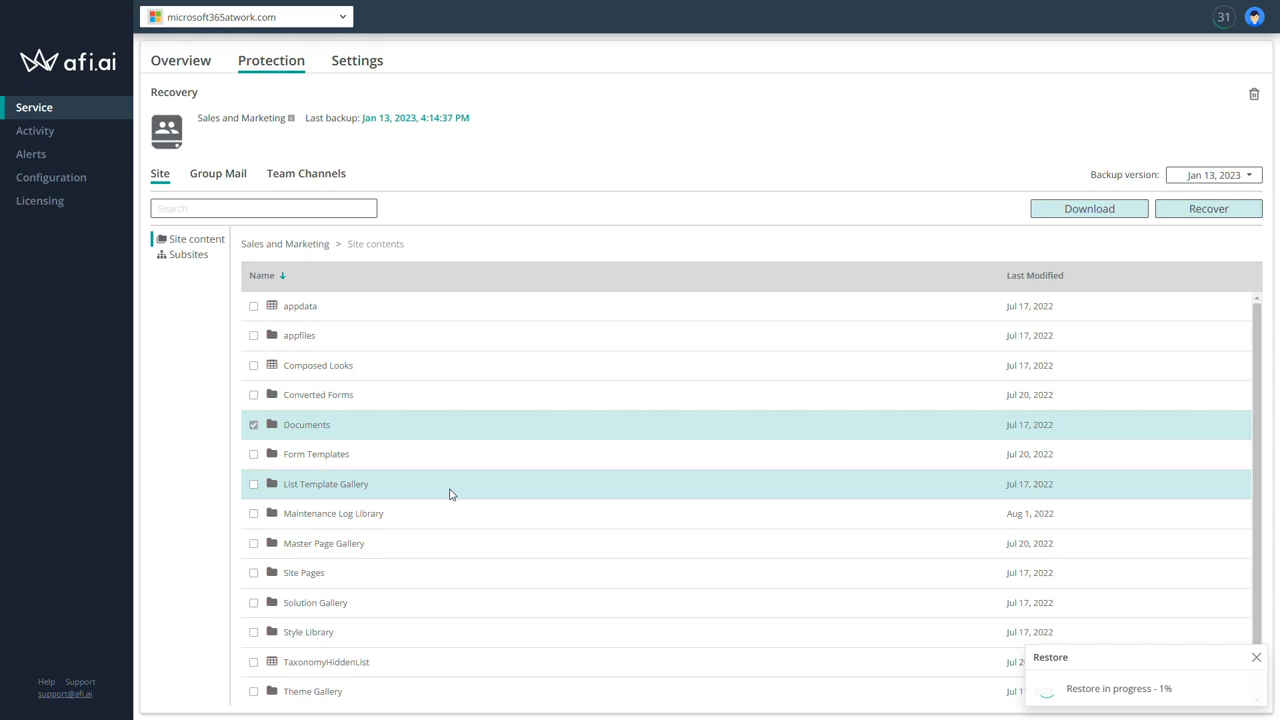 microsoft365atwork.com
31
afi.ai
Service
Activity
Alerts
Configuration
Licensing
Help Support
support@afi.ai
Overview Protection Settings
Recovery
Sales and Marketing Last backup: Jan 13, 2023, 4:14:37 PM
Site Group Mail Team Channels
Backup version: Jan 13, 2023
Search
Download Recover
Site content
Subsites
Sales and Marketing > Site contents
Name Last Modified
appdata Jul 17, 2022
appfiles Jul 17, 2022
Composed Looks Jul 17, 2022
Converted Forms Jul 20, 2022
Documents Jul 17, 2022
Form Templates Jul 20, 2022
List Template Gallery Jul 17, 2022
Maintenance Log Library Aug 1, 2022
Master Page Gallery Jul 20, 2022
Site Pages Jul 17, 2022
Solution Gallery Jul 17, 2022
Style Library Jul 17, 2022
TaxonomyHiddenList
Theme Gallery
Restore
Restore in progress - 1%